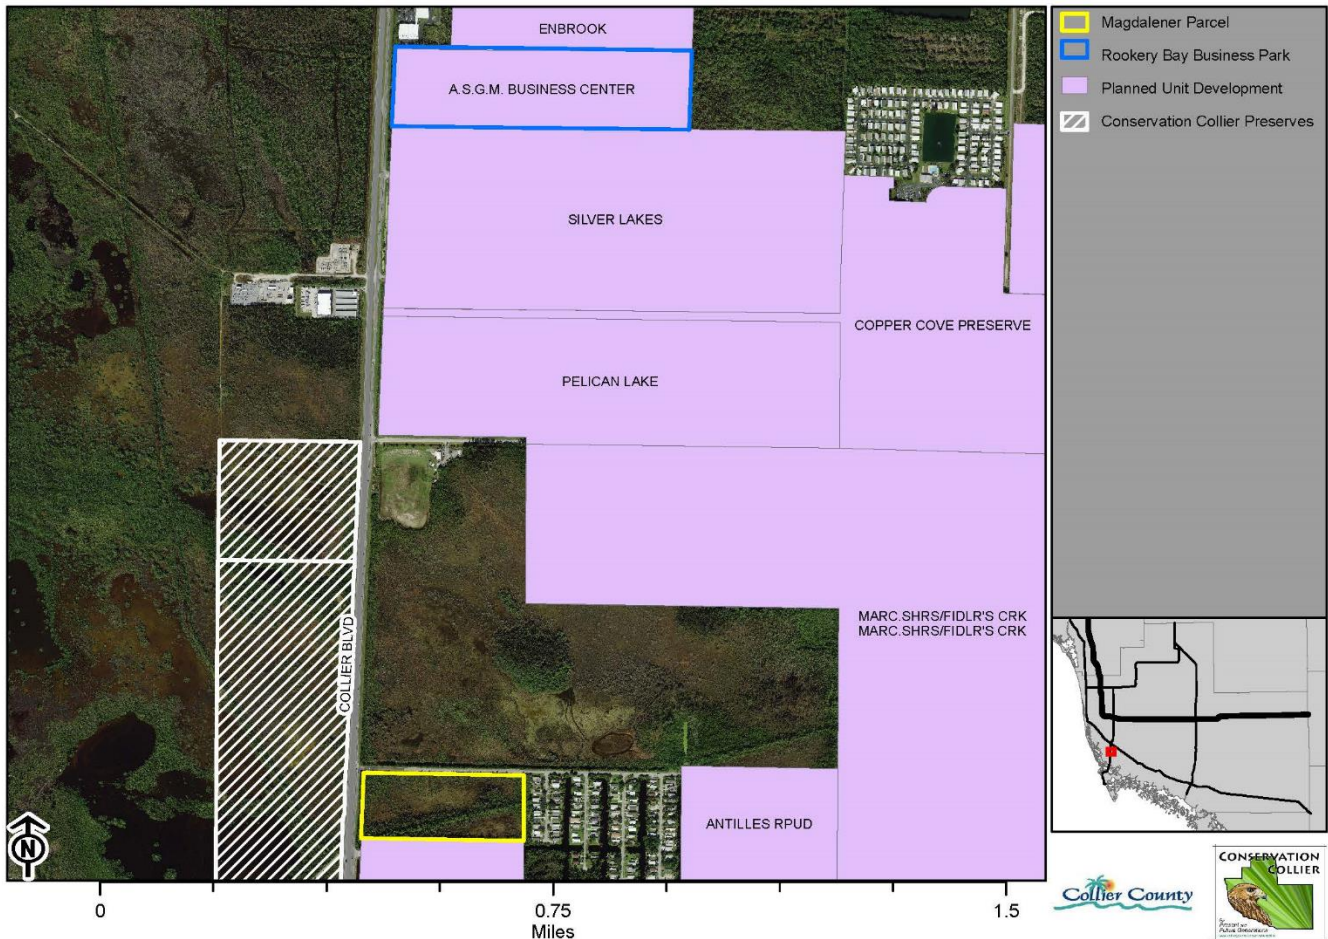 ENBROOK
A.S.G.M. BUSINESS CENTER
SILVER LAKES
COPPER COVE PRESERVE
PELICAN LAKE
MARC.SHRS/FIDLR'S CRK
MARC.SHRS/FIDLR'S CRK
COLLIER BLVD
ANTILLES RPUD
N
0
0.75
1.5
Miles
Magdalener Parcel
Rookery Bay Business Park
Planned Unit Development
Conservation Collier Preserves
Collier County
CONSERVATION
COLLIER